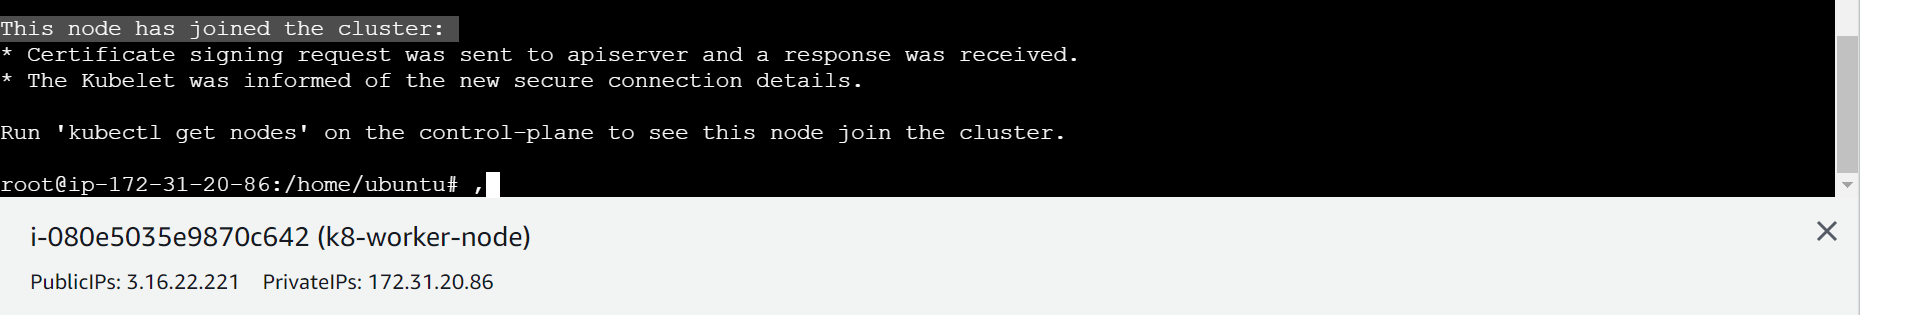 This node has joined the cluster:
* Certificate signing request was sent to apiserver and a response was received.
* The Kubelet was informed of the new secure connection details.
Run 'kubectl get nodes' on the control-plane to see this node join the cluster.
root@ip-172-31-20-86:/home/ubuntu# ,
i-080e5035e9870c642 (k8-worker-node)
PublicIPs: 3.16.22.221 PrivateIPs: 172.31.20.86